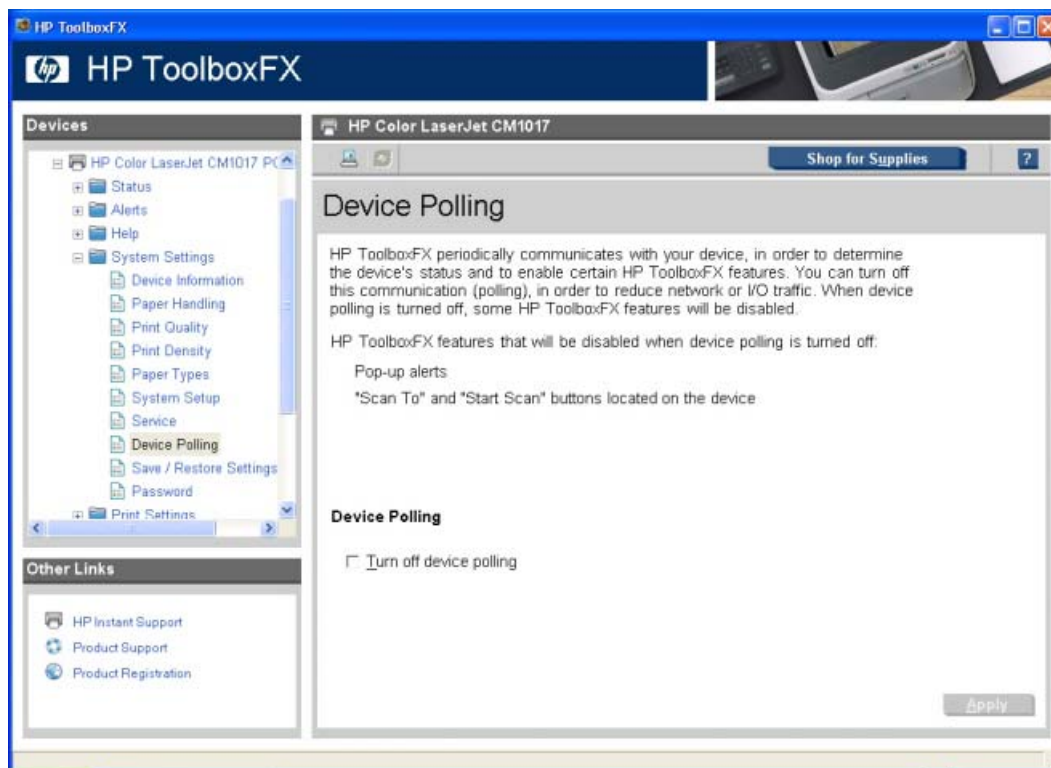 HP ToolboxFX
hp HP ToolboxFX
Devices
HP Color LaserJet CM1017 PC
Status
Alerts
Help
System Settings
Device Information
Paper Handling
Print Quality
Print Density
Paper Types
System Setup
Service
Device Polling
Save / Restore Settings
Password
Print Settings
Other Links
HP Instant Support
Product Support
Product Registration
HP Color LaserJet CM1017
Shop for Supplies ?
Device Polling
HP ToolboxFX periodically communicates with your device, in order to determine
the device's status and to enable certain HP ToolboxFX features. You can turn off
this communication (polling), in order to reduce network or I/O traffic. When device
polling is turned off, some HP ToolboxFX features will be disabled.
HP ToolboxFX features that will be disabled when device polling is turned off:
Pop-up alerts
"Scan To" and "Start Scan" buttons located on the device
Device Polling
Turn off device polling
Apply